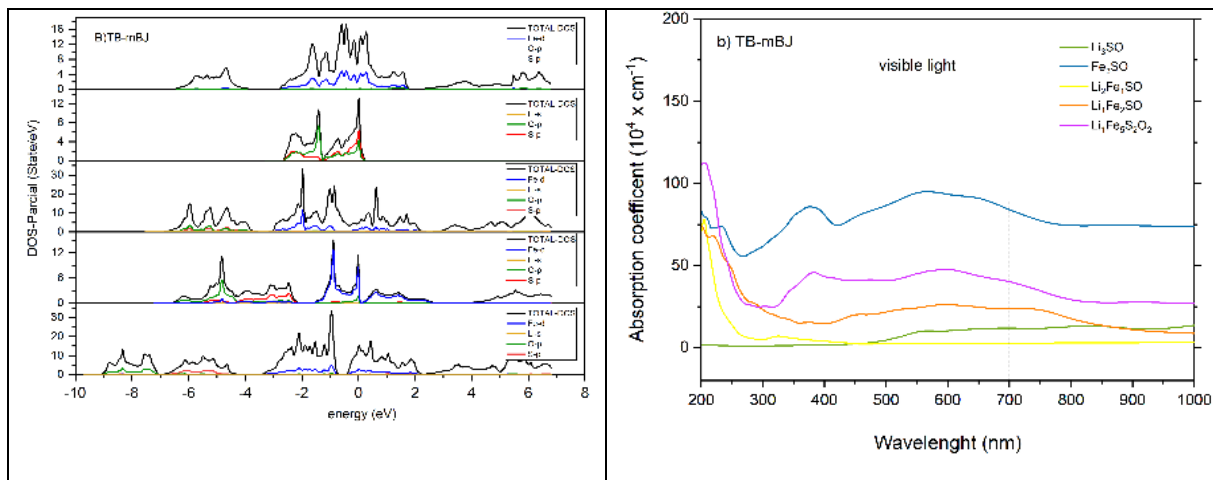 B)TB-mBJ
TOTAL-DOS
Fe-d
O-p
S-p
15
12
8
4
0
TOTAL-DOS
O-p
S-p
12
8
4
0
TOTAL-DOS
Fe-d
O-p
S-p
30
20
10
0
TOTAL-DOS
Fe-d
O-p
S-p
12
8
4
0
TOTAL-DOS
Fe-d
O-p
S-p
30
20
10
0
DOS-Parcial (State/eV)
-10 -8 -6 -4 -2 0 2 4 6 8
energy (eV)
b) TB-mBJ
visible light
Li₃SO
Fe₃SO
Li₂Fe₁SO
Li₁Fe₂SO
Li₁Fe₅S₂O₂
200
150
100
50
0
Absorption coefficent (10⁴ x cm⁻¹)
200 300 400 500 600 700 800 900 1000
Wavelenght (nm)